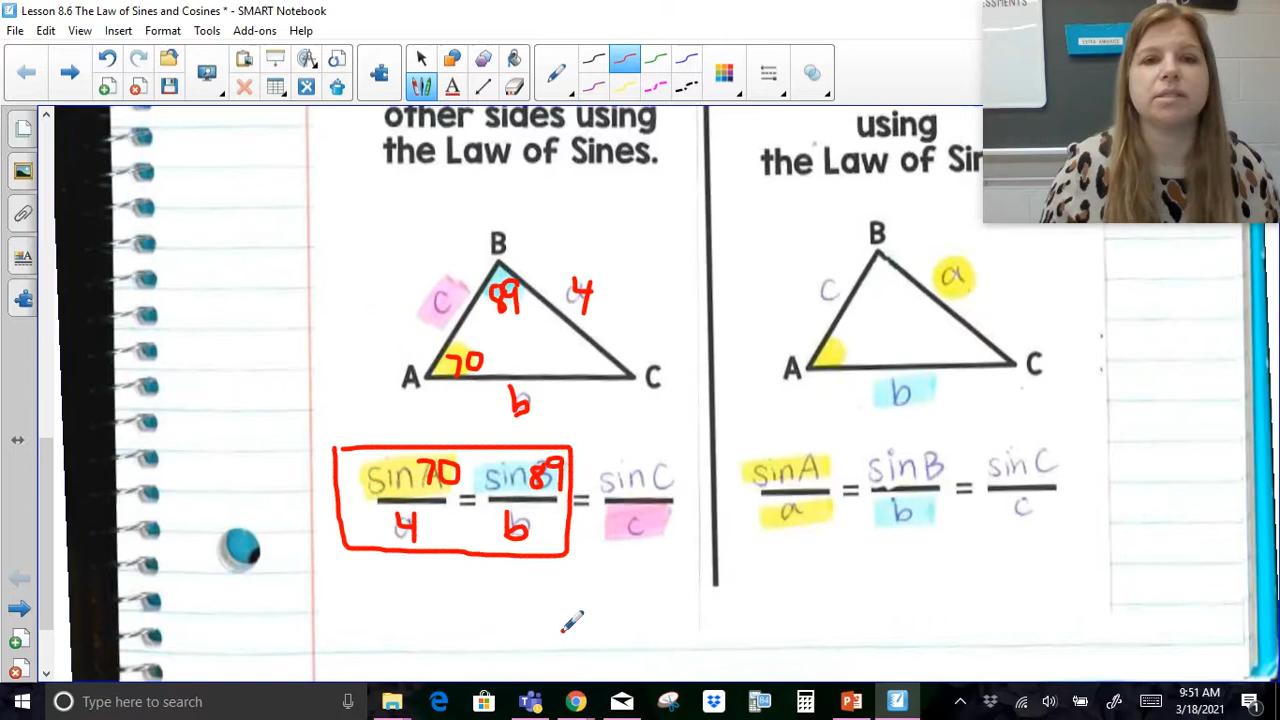 Lesson 8.6 The Law of Sines and Cosines * - SMART Notebook
File Edit View Insert Format Tools Add-ons Help
other sides using
the Law of Sines.
B
c
89
4
A
70
C
b
sin A 70 / 4 = sin B 89 / b = sin C / c
using
the Law of Sin
B
c
a
A
C
b
sin A / a = sin B / b = sin C / c
Type here to search
9:51 AM
3/18/2021